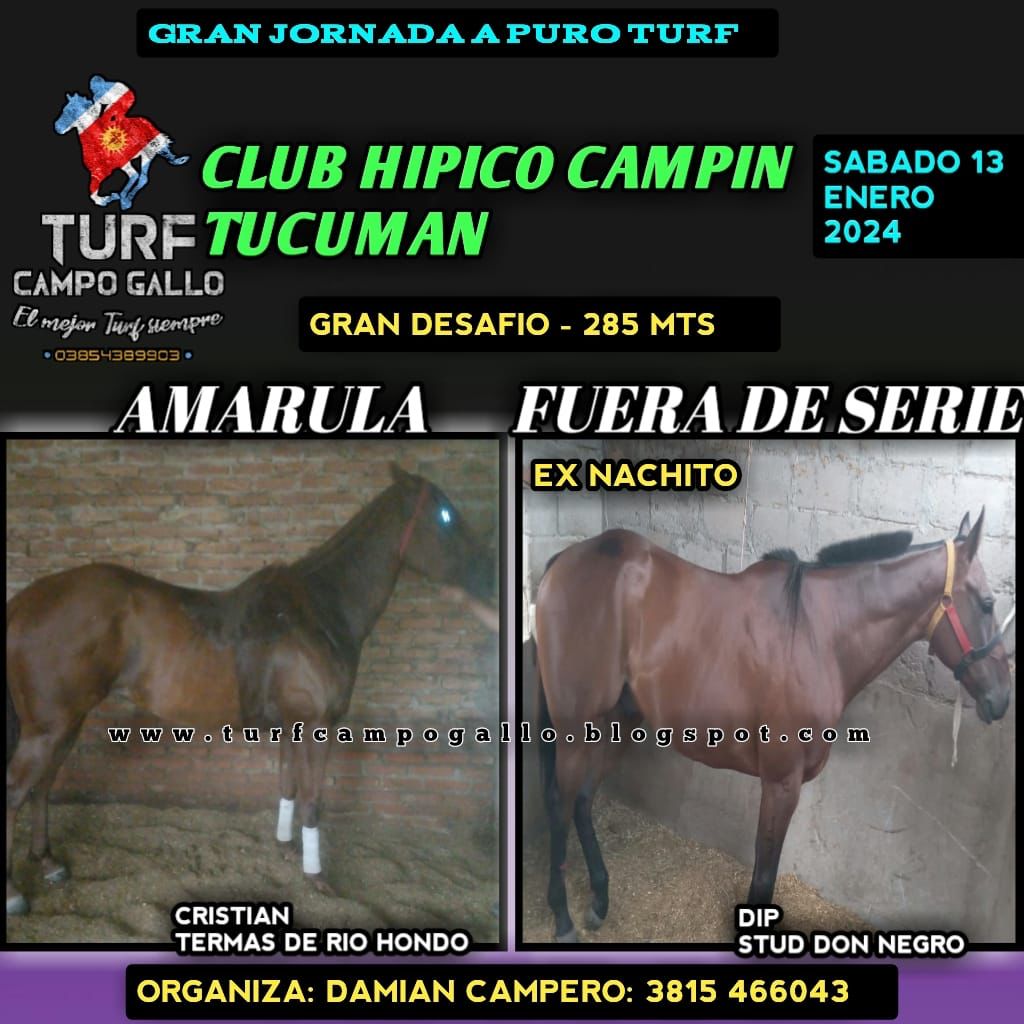 GRAN JORNADA A PURO TURF
CLUB HIPICO CAMPIN
TUCUMAN
SABADO 13
ENERO
2024
TURF
CAMPO GALLO
El mejor Turf siempre
• 03854389903 •
GRAN DESAFIO - 285 MTS
AMARULA
FUERA DE SERIE
EX NACHITO
www.turfcampogallo.blogspot.com
CRISTIAN
TERMAS DE RIO HONDO
DIP
STUD DON NEGRO
ORGANIZA: DAMIAN CAMPERO: 3815 466043